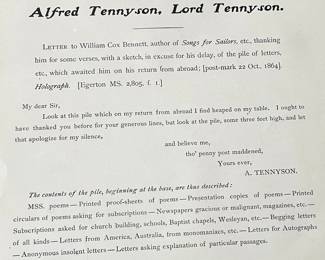 Alfred Tennyson, Lord Tennyson.
LETTER to William Cox Bennett, author of Songs for Sailors, etc., thanking
him for some verses, with a sketch, in excuse for his delay, of the pile of letters,
etc., which awaited him on his return from abroad; [post-mark 22 Oct., 1864].
Holograph. [Egerton MS. 2,805, f. 1.]
My dear Sir,
Look at this pile which on my return from abroad I find heaped on my table. I ought to
have thanked you before for your generous lines, but look at the pile, some three feet high, and let
that apologize for my silence,
and believe me,
tho' penny post maddened,
Yours ever,
A. TENNYSON.
The contents of the pile, beginning at the base, are thus described:
MSS. poems—Printed proof-sheets of poems—Presentation copies of poems—Printed
circulars of poems asking for subscriptions—Newspapers gracious or malignant, magazines, etc.—
Subscriptions asked for church building, schools, Baptist chapels, Wesleyan, etc.—Begging letters
of all kinds—Letters from America, Australia, from monomaniacs, etc.—Letters for Autographs
—Anonymous insolent letters—Letters asking explanation of particular passages.